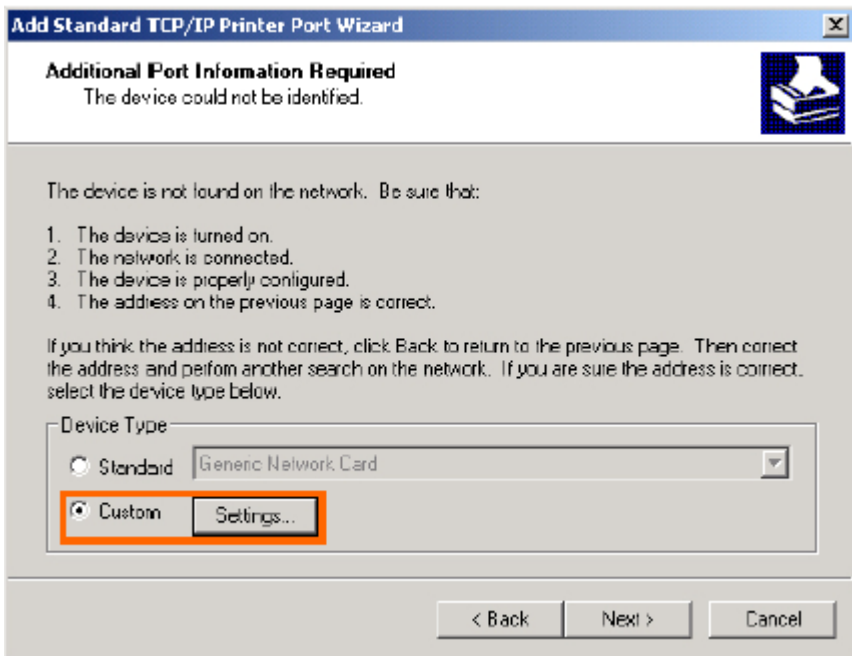 Add Standard TCP/IP Printer Port Wizard
Additional Port Information Required
The device could not be identified.
The device is not found on the network. Be sure that:
1. The device is turned on.
2. The network is connected.
3. The device is properly configured.
4. The address on the previous page is correct.
If you think the address is not correct, click Back to return to the previous page. Then correct
the address and perfom another search on the network. If you are sure the address is correct,
select the device type below.
Device Type
Standard Generic Network Card
Custom Settings...
< Back Next > Cancel